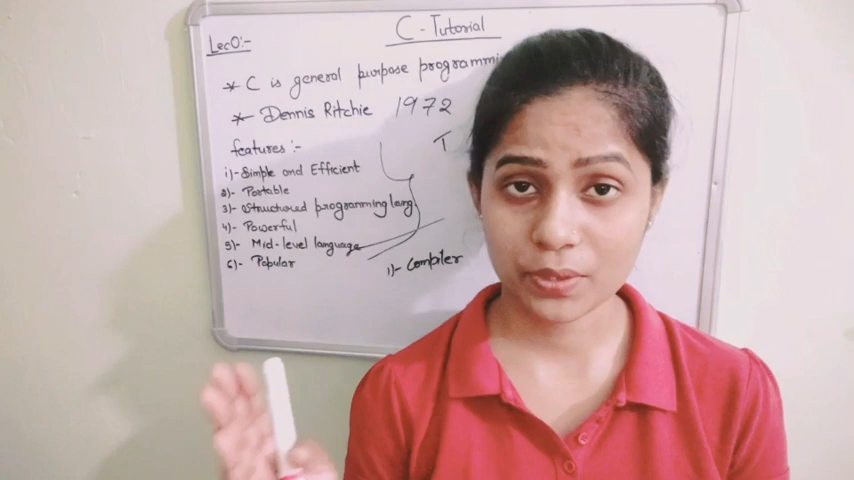 Lec0:-
C - Tutorial
* C is general purpose programmi
* Dennis Ritchie 1972
T
features :-
1)- Simple and Efficient
2)- Portable
3)- Structured programming lang
4)- Powerful
5)- Mid-level language
1)- Compiler
6)- Popular